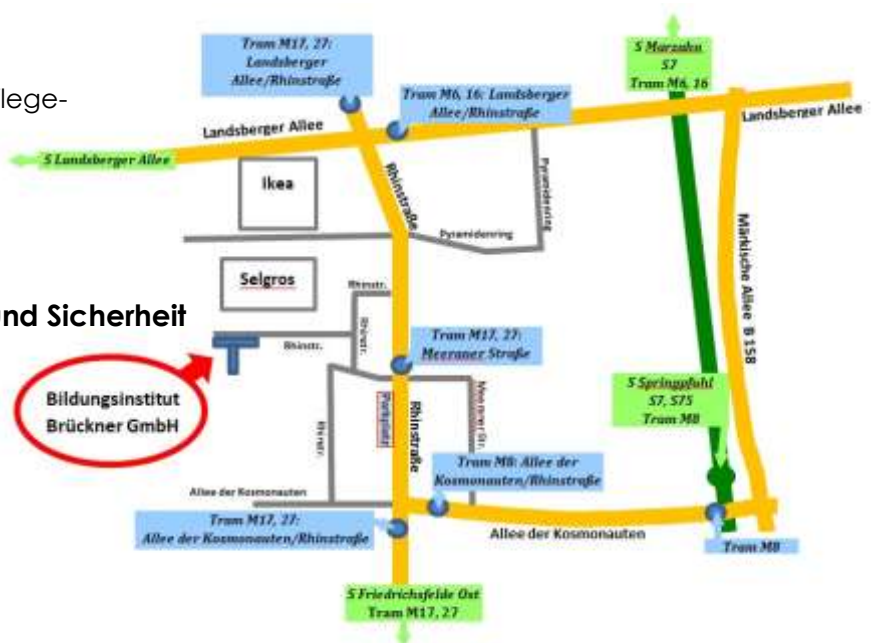 Tram M17, 27:
Landsberger
Allee/Rhinstraße
S Marzahn
S7
Tram M6, 16
lege-
Tram M6, 16: Landsberger
Allee/Rhinstraße
Landsberger Allee
Landsberger Allee
S Landsberger Allee
Ikea
Rhinstraße
Pyramidenring
Pyramidenring
Märkische Allee B 158
Selgros
Rhinstr.
und Sicherheit
Rhinstr.
Rhinstr.
Tram M17, 27:
Meeraner Straße
S Springpfuhl
S7, S75
Tram M8
Bildungsinstitut
Brückner GmbH
Parkplatz
Rhinstraße
Meeraner Str.
Rhinstr.
Tram M8: Allee der
Kosmonauten/Rhinstraße
Allee der Kosmonauten
Tram M17, 27:
Allee der Kosmonauten/Rhinstraße
Allee der Kosmonauten
Tram M8
S Friedrichsfelde Ost
Tram M17, 27